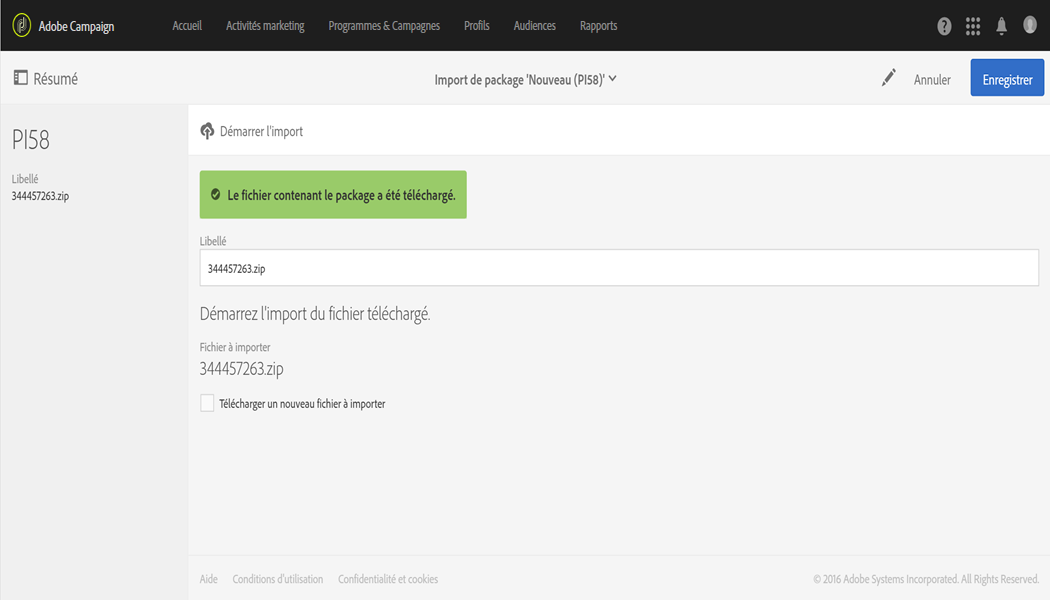 Adobe Campaign Accueil Activités marketing Programmes & Campagnes Profils Audiences Rapports
Résumé Import de package 'Nouveau (PI58)' Annuler Enregistrer
PI58
Libellé
344457263.zip
Démarrer l'import
Le fichier contenant le package a été téléchargé.
Libellé
344457263.zip
Démarrez l'import du fichier téléchargé.
Fichier à importer
344457263.zip
Télécharger un nouveau fichier à importer
Aide Conditions d'utilisation Confidentialité et cookies © 2016 Adobe Systems Incorporated. All Rights Reserved.